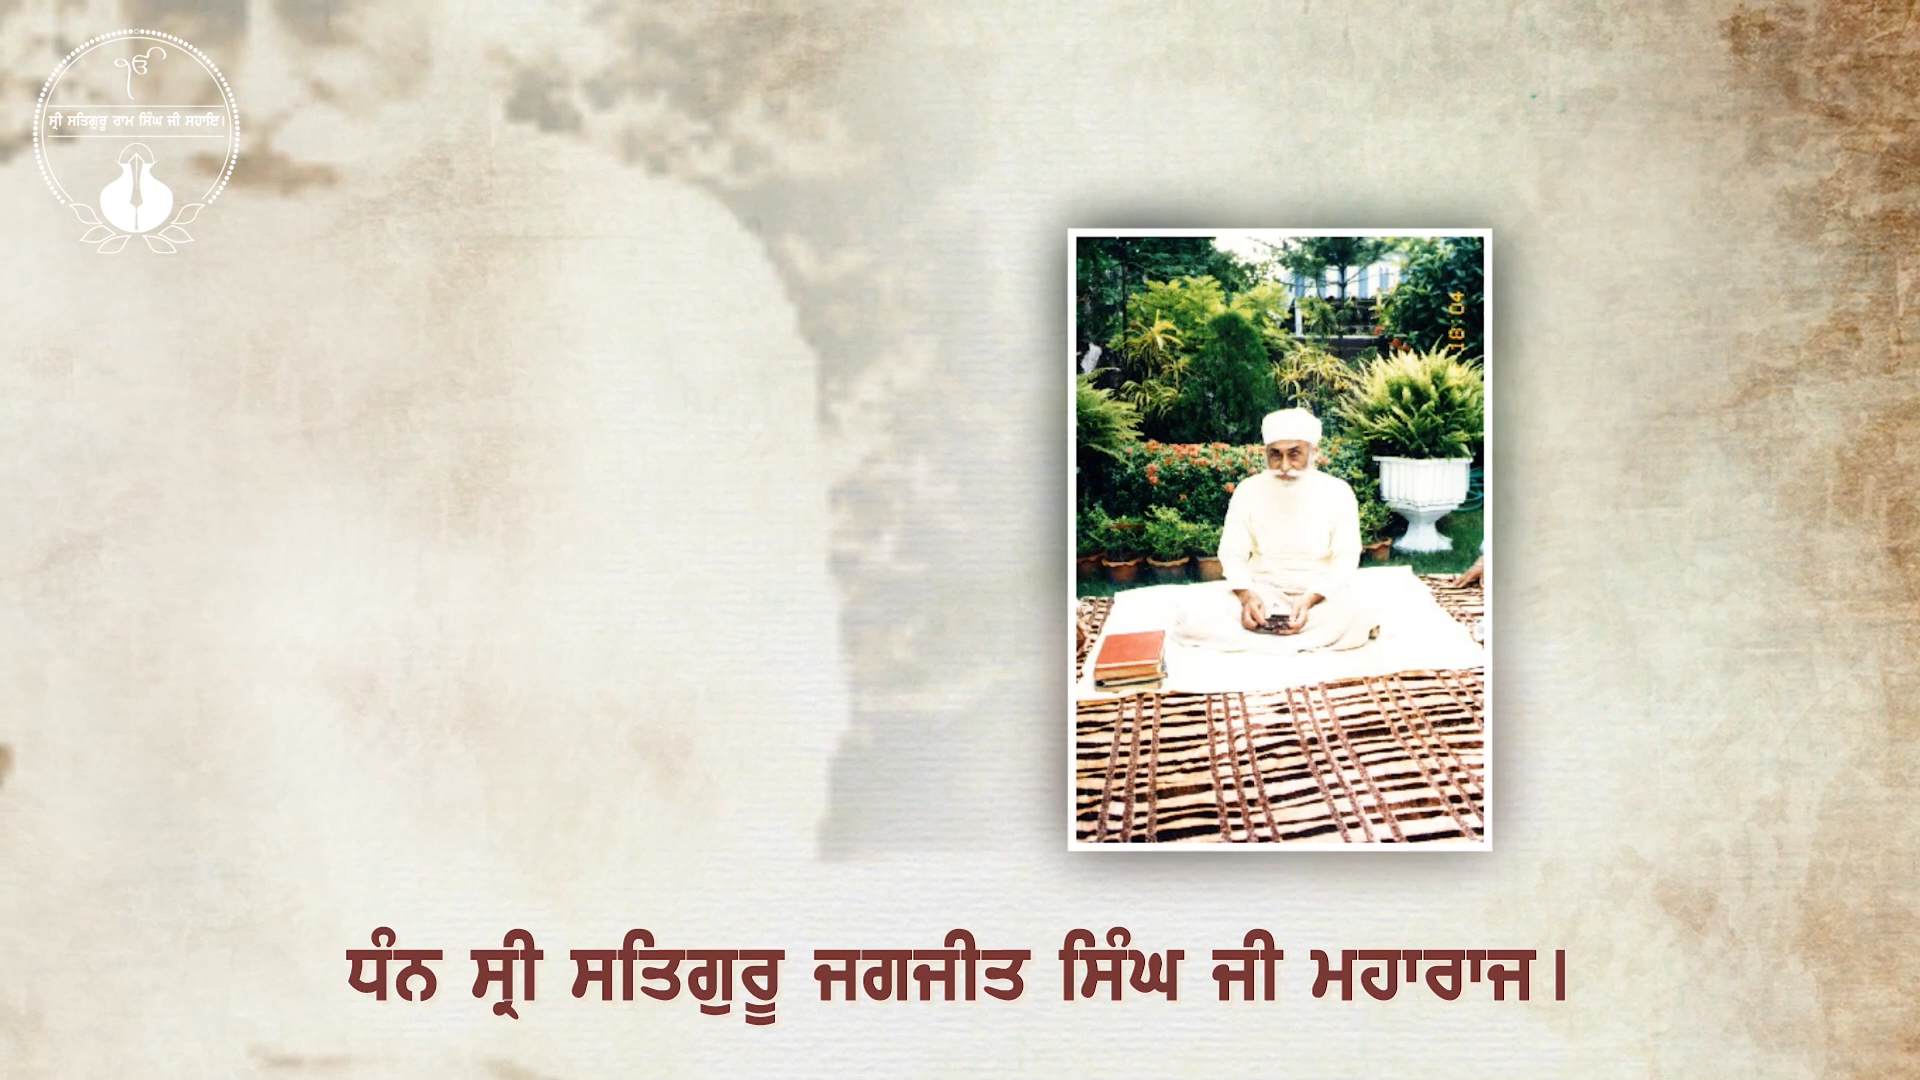 ੴ
ਸ੍ਰੀ ਸਤਿਗੁਰੂ ਰਾਮ ਸਿੰਘ ਜੀ ਸਹਾਇ।
18:04
ਧੰਨ ਸ੍ਰੀ ਸਤਿਗੁਰੂ ਜਗਜੀਤ ਸਿੰਘ ਜੀ ਮਹਾਰਾਜ।